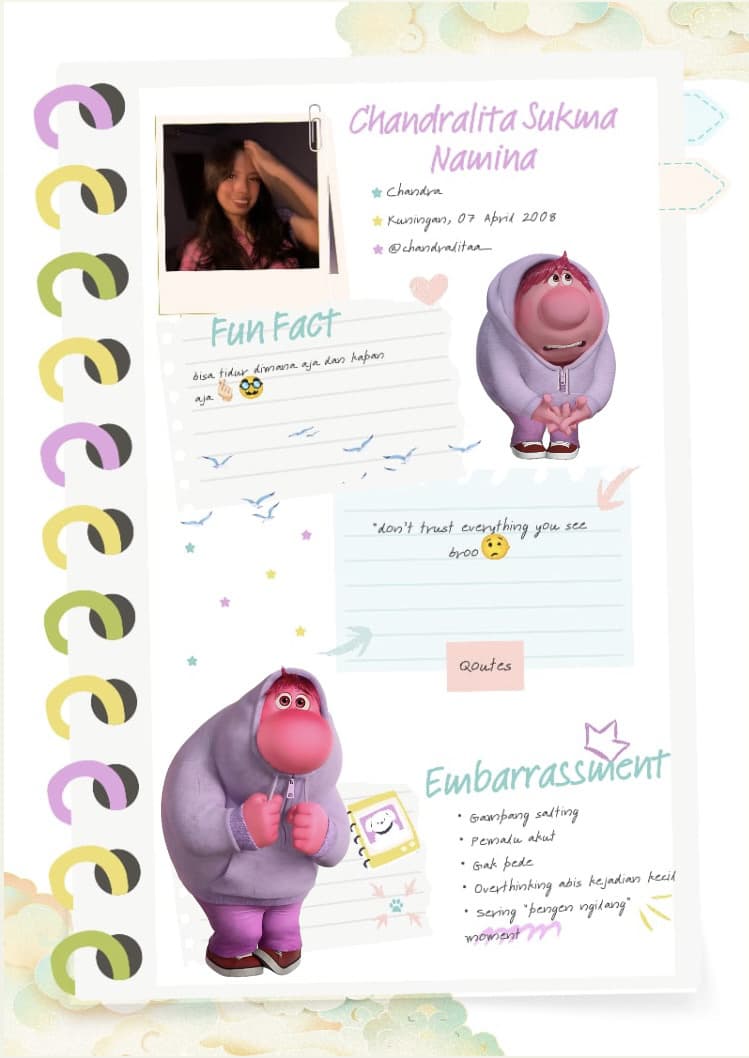 Chandralita Sukma
Namina
Chandra
Kuningan, 07 April 2008
@chandralitaa_
Fun Fact
bisa tidur dimana aja dan kapan
aja
"don't trust everything you see
broo
Qoutes
Embarrassment
• Gampang salting
• Pemalu akut
• Gak pede
• Overthinking abis kejadian kecil
• Sering "pengen ngilang"
moment